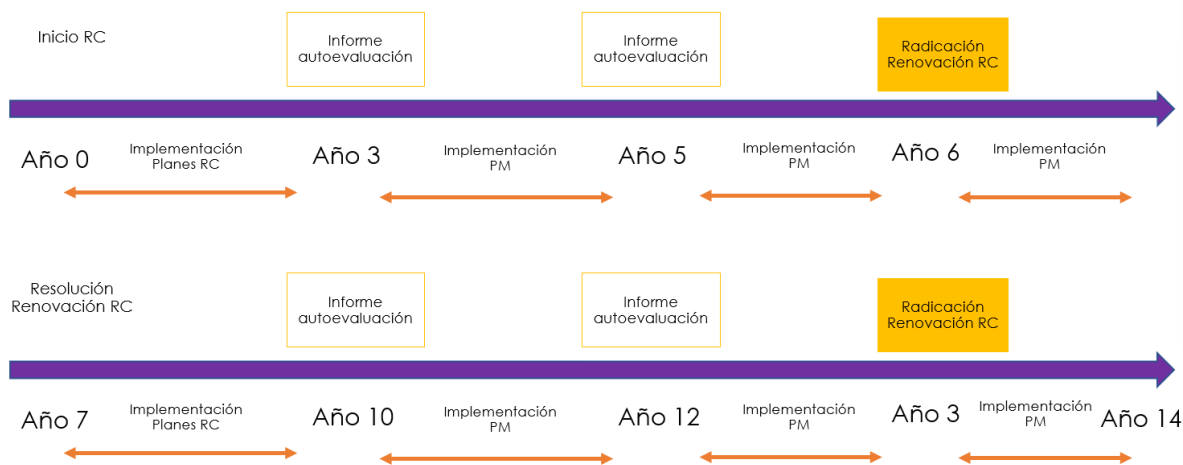 Inicio RC
Informe
autoevaluación
Informe
autoevaluación
Radicación
Renovación RC
Año 0
Implementación
Planes RC
Año 3
Implementación
PM
Año 5
Implementación
PM
Año 6
Implementación
PM
Resolución
Renovación RC
Informe
autoevaluación
Informe
autoevaluación
Radicación
Renovación RC
Año 7
Implementación
Planes RC
Año 10
Implementación
PM
Año 12
Implementación
PM
Año 3
Implementación
PM
Año 14